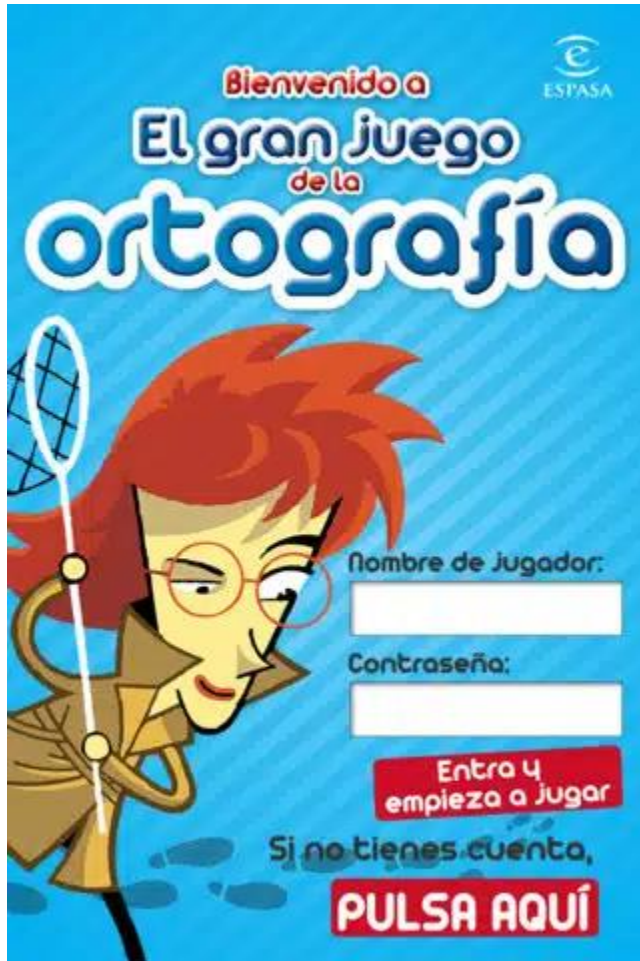 Bienvenido a
e
ESPASA
El gran juego
de la
ortografía
Nombre de jugador:
Contraseña:
Entra y
empieza a jugar
Si no tienes cuenta,
PULSA AQUÍ